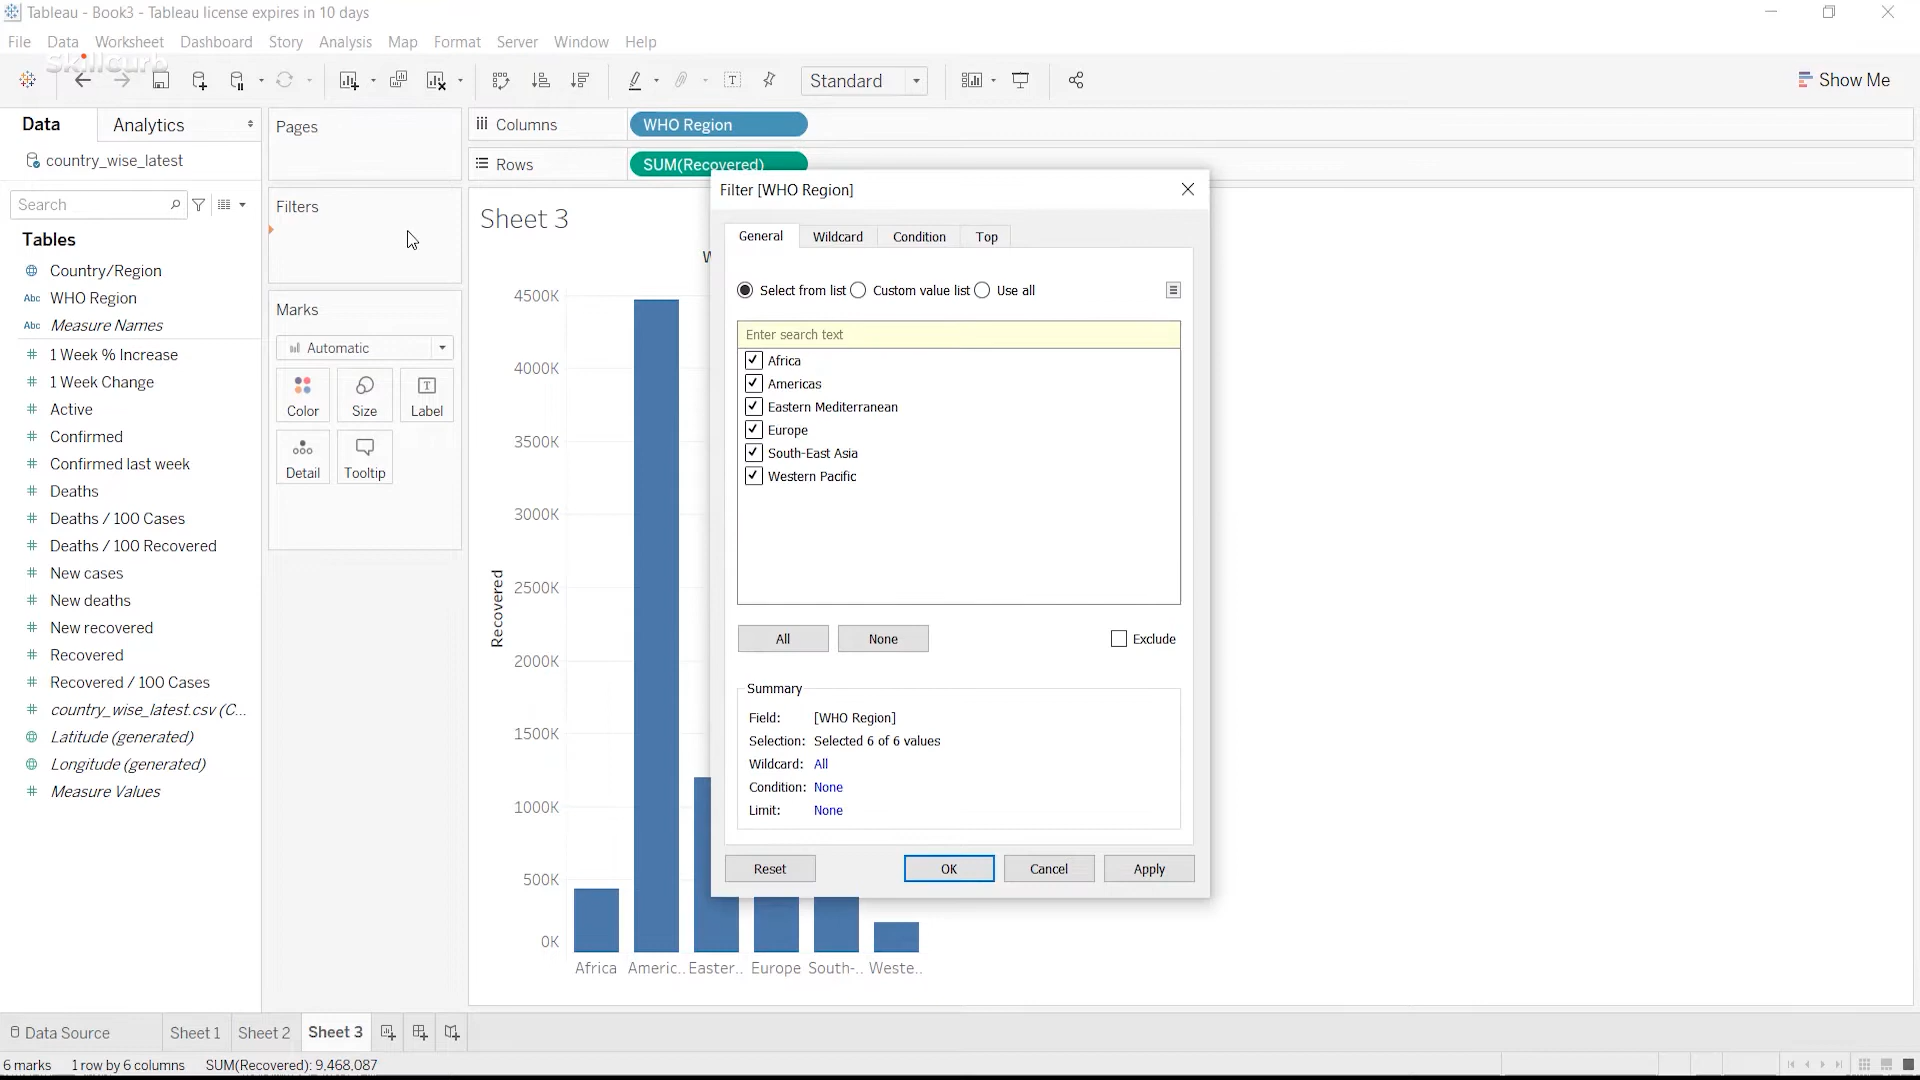 Tableau - Book3 - Tableau license expires in 10 days
File Data Worksheet Dashboard Story Analysis Map Format Server Window Help
Skillcurb
Standard
Show Me
Data Analytics
country_wise_latest
Search
Tables
Country/Region
Abc WHO Region
Abc Measure Names
1 Week % Increase
1 Week Change
Active
Confirmed
Confirmed last week
Deaths
Deaths / 100 Cases
Deaths / 100 Recovered
New cases
New deaths
New recovered
Recovered
Recovered / 100 Cases
country_wise_latest.csv (C...
Latitude (generated)
Longitude (generated)
Measure Values
Pages
Filters
Marks
Automatic
Color Size Label
Detail Tooltip
Columns WHO Region
Rows SUM(Recovered)
Sheet 3
W
Recovered
4500K
4000K
3500K
3000K
2500K
2000K
1500K
1000K
500K
0K
Africa Americ.. Easter.. Europe South-.. Weste..
Filter [WHO Region]
General Wildcard Condition Top
Select from list Custom value list Use all
Enter search text
Africa
Americas
Eastern Mediterranean
Europe
South-East Asia
Western Pacific
All None Exclude
Summary
Field: [WHO Region]
Selection: Selected 6 of 6 values
Wildcard: All
Condition: None
Limit: None
Reset OK Cancel Apply
Data Source Sheet 1 Sheet 2 Sheet 3
6 marks 1 row by 6 columns SUM(Recovered): 9,468,087